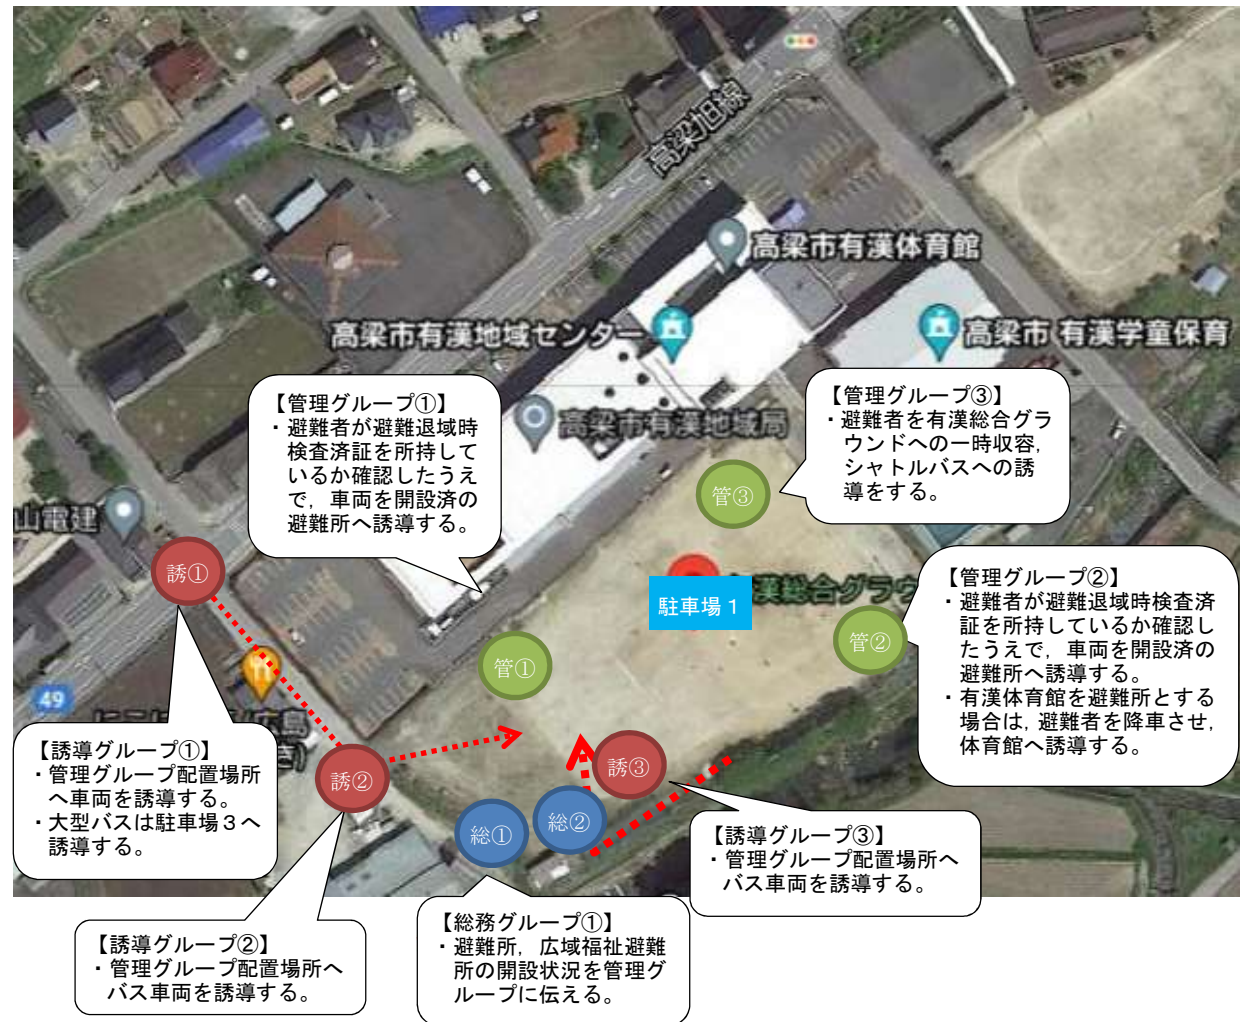 高梁旭線
高梁市有漢体育館
高梁市有漢地域センター
高梁市 有漢学童保育
【管理グループ①】
・避難者が避難退域時
検査済証を所持して
いるか確認したうえ
で，車両を開設済の
避難所へ誘導する。
高梁市有漢地域局
【管理グループ③】
・避難者を有漢総合グラ
ウンドへの一時収容，
シャトルバスへの誘
導をする。
管③
山電建
誘①
駐車場１
漢総合グラウ
【管理グループ②】
・避難者が避難退域時検査済
証を所持しているか確認し
たうえで，車両を開設済の
避難所へ誘導する。
・有漢体育館を避難所とする
場合は，避難者を降車させ，
体育館へ誘導する。
管①
管②
49
【誘導グループ①】
・管理グループ配置場所
へ車両を誘導する。
・大型バスは駐車場３へ
誘導する。
誘②
誘③
総①
総②
【誘導グループ③】
・管理グループ配置場所へ
バス車両を誘導する。
【誘導グループ②】
・管理グループ配置場所へ
バス車両を誘導する。
【総務グループ①】
・避難所，広域福祉避難
所の開設状況を管理グ
ループに伝える。